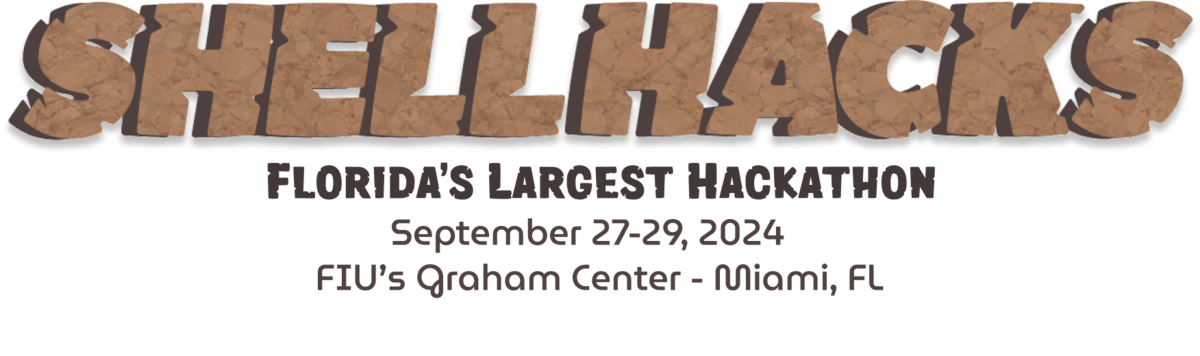 SHELLHACKS
FLORIDA'S LARGEST HACKATHON
September 27-29, 2024
FIU's Graham Center - Miami, FL